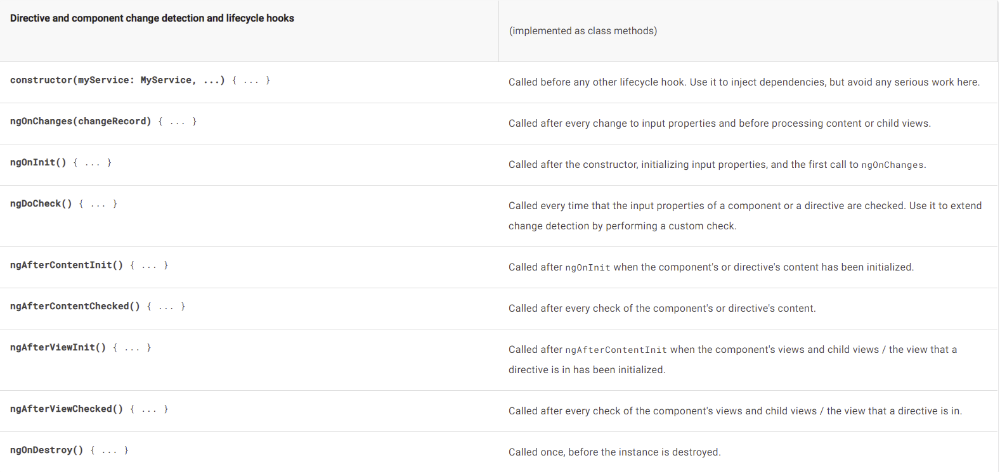 Directive and component change detection and lifecycle hooks
(implemented as class methods)
constructor(myService: MyService, ...) { ... }
Called before any other lifecycle hook. Use it to inject dependencies, but avoid any serious work here.
ngOnChanges(changeRecord) { ... }
Called after every change to input properties and before processing content or child views.
ngOnInit() { ... }
Called after the constructor, initializing input properties, and the first call to ngOnChanges.
ngDoCheck() { ... }
Called every time that the input properties of a component or a directive are checked. Use it to extend
change detection by performing a custom check.
ngAfterContentInit() { ... }
Called after ngOnInit when the component's or directive's content has been initialized.
ngAfterContentChecked() { ... }
Called after every check of the component's or directive's content.
ngAfterViewInit() { ... }
Called after ngAfterContentInit when the component's views and child views / the view that a
directive is in has been initialized.
ngAfterViewChecked() { ... }
Called after every check of the component's views and child views / the view that a directive is in.
ngOnDestroy() { ... }
Called once, before the instance is destroyed.